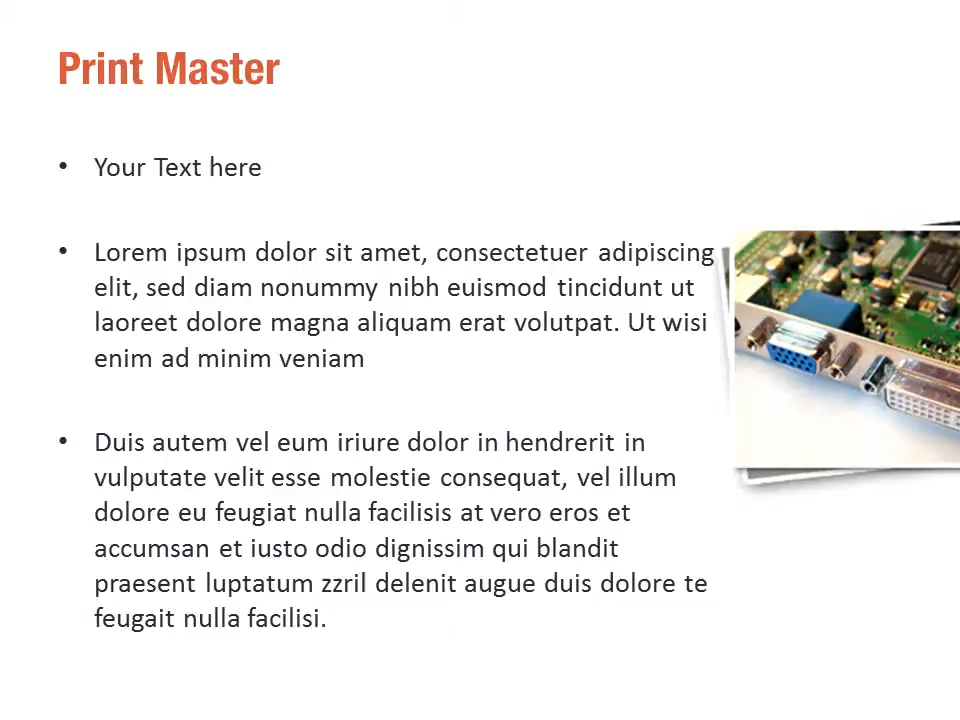 Print Master
• Your Text here
• Lorem ipsum dolor sit amet, consectetuer adipiscing
elit, sed diam nonummy nibh euismod tincidunt ut
laoreet dolore magna aliquam erat volutpat. Ut wisi
enim ad minim veniam
• Duis autem vel eum iriure dolor in hendrerit in
vulputate velit esse molestie consequat, vel illum
dolore eu feugiat nulla facilisis at vero eros et
accumsan et iusto odio dignissim qui blandit
praesent luptatum zzril delenit augue duis dolore te
feugait nulla facilisi.